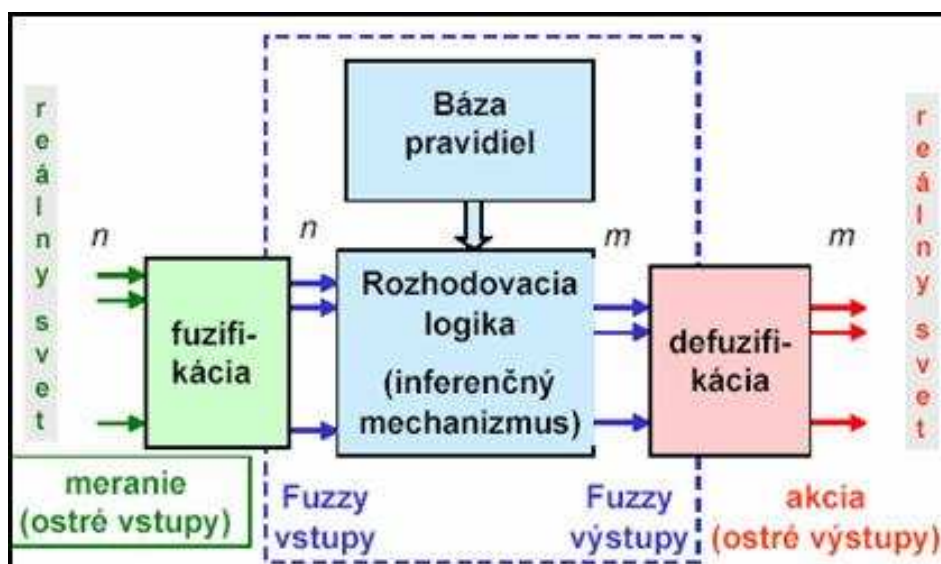 reálny svet
n
fuzifi-
kácia
meranie
(ostré vstupy)
n
Báza
pravidiel
Rozhodovacia
logika
(inferenčný
mechanizmus)
Fuzzy
vstupy
m
Fuzzy
výstupy
defuzifi-
kácia
m
akcia
(ostré výstupy)
reálny svet